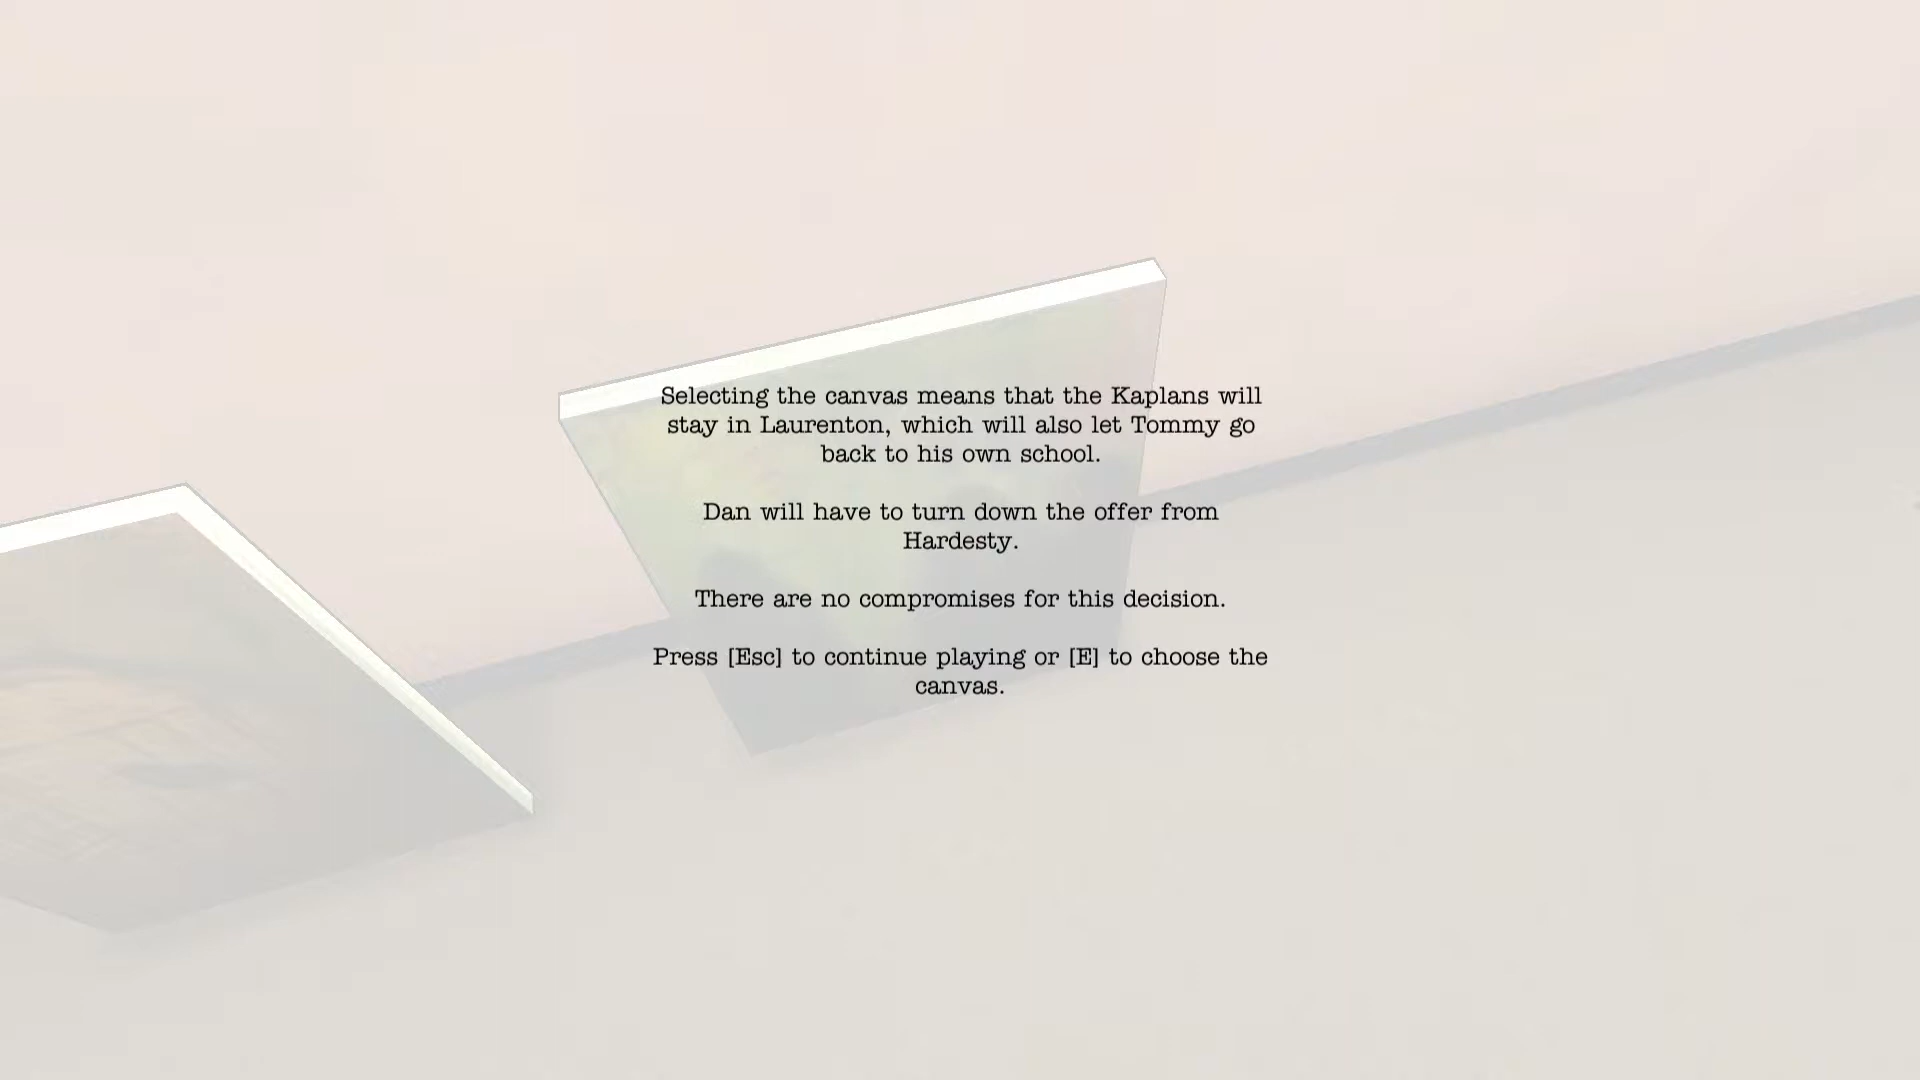 Selecting the canvas means that the Kaplans will
stay in Laurenton, which will also let Tommy go
back to his own school.
Dan will have to turn down the offer from
Hardesty.
There are no compromises for this decision.
Press [Esc] to continue playing or [E] to choose the
canvas.